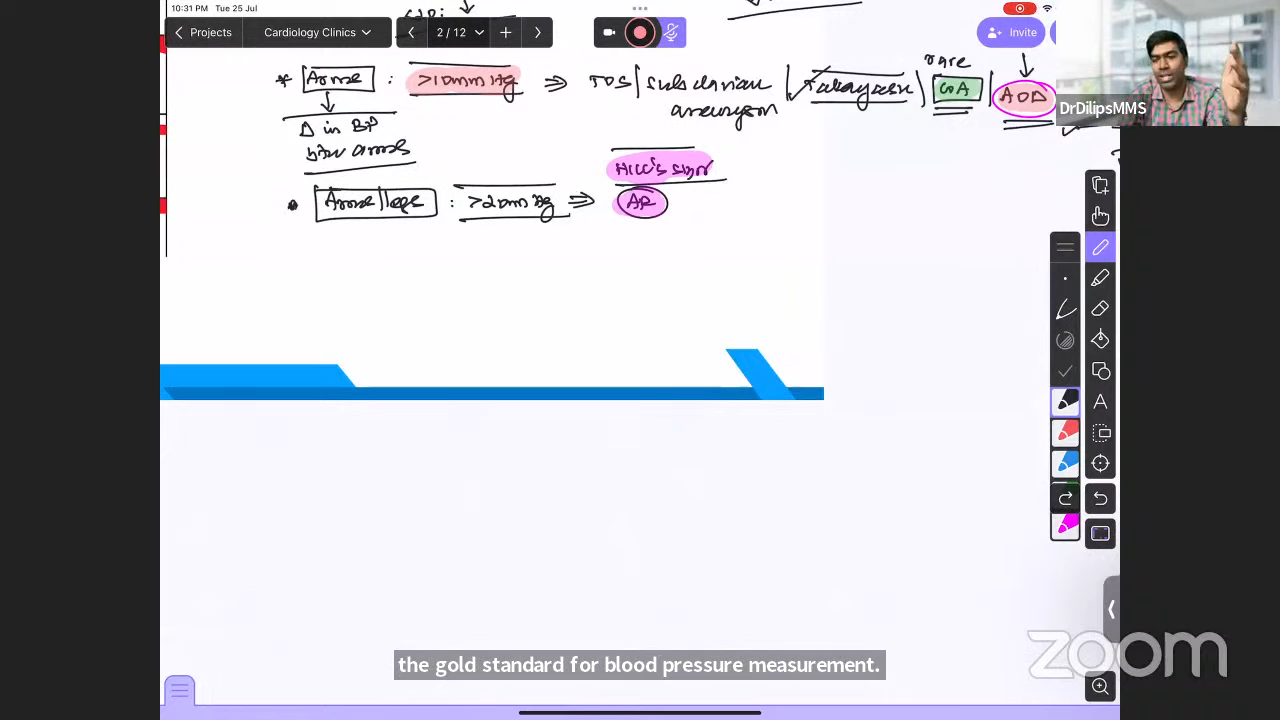 10:31 PM Tue 25 Jul
Projects Cardiology Clinics 2 / 12 Invite
rare
* Arms : >10mm Hg ⇒ TOS | Subclavian aneurysm | Takayasu | COA | AOD
Δ in BP
btw arms
Hill's sign
• Arms/legs : >20mm Hg ⇒ AR
DrDilipsMMS
A
the gold standard for blood pressure measurement.
zoom